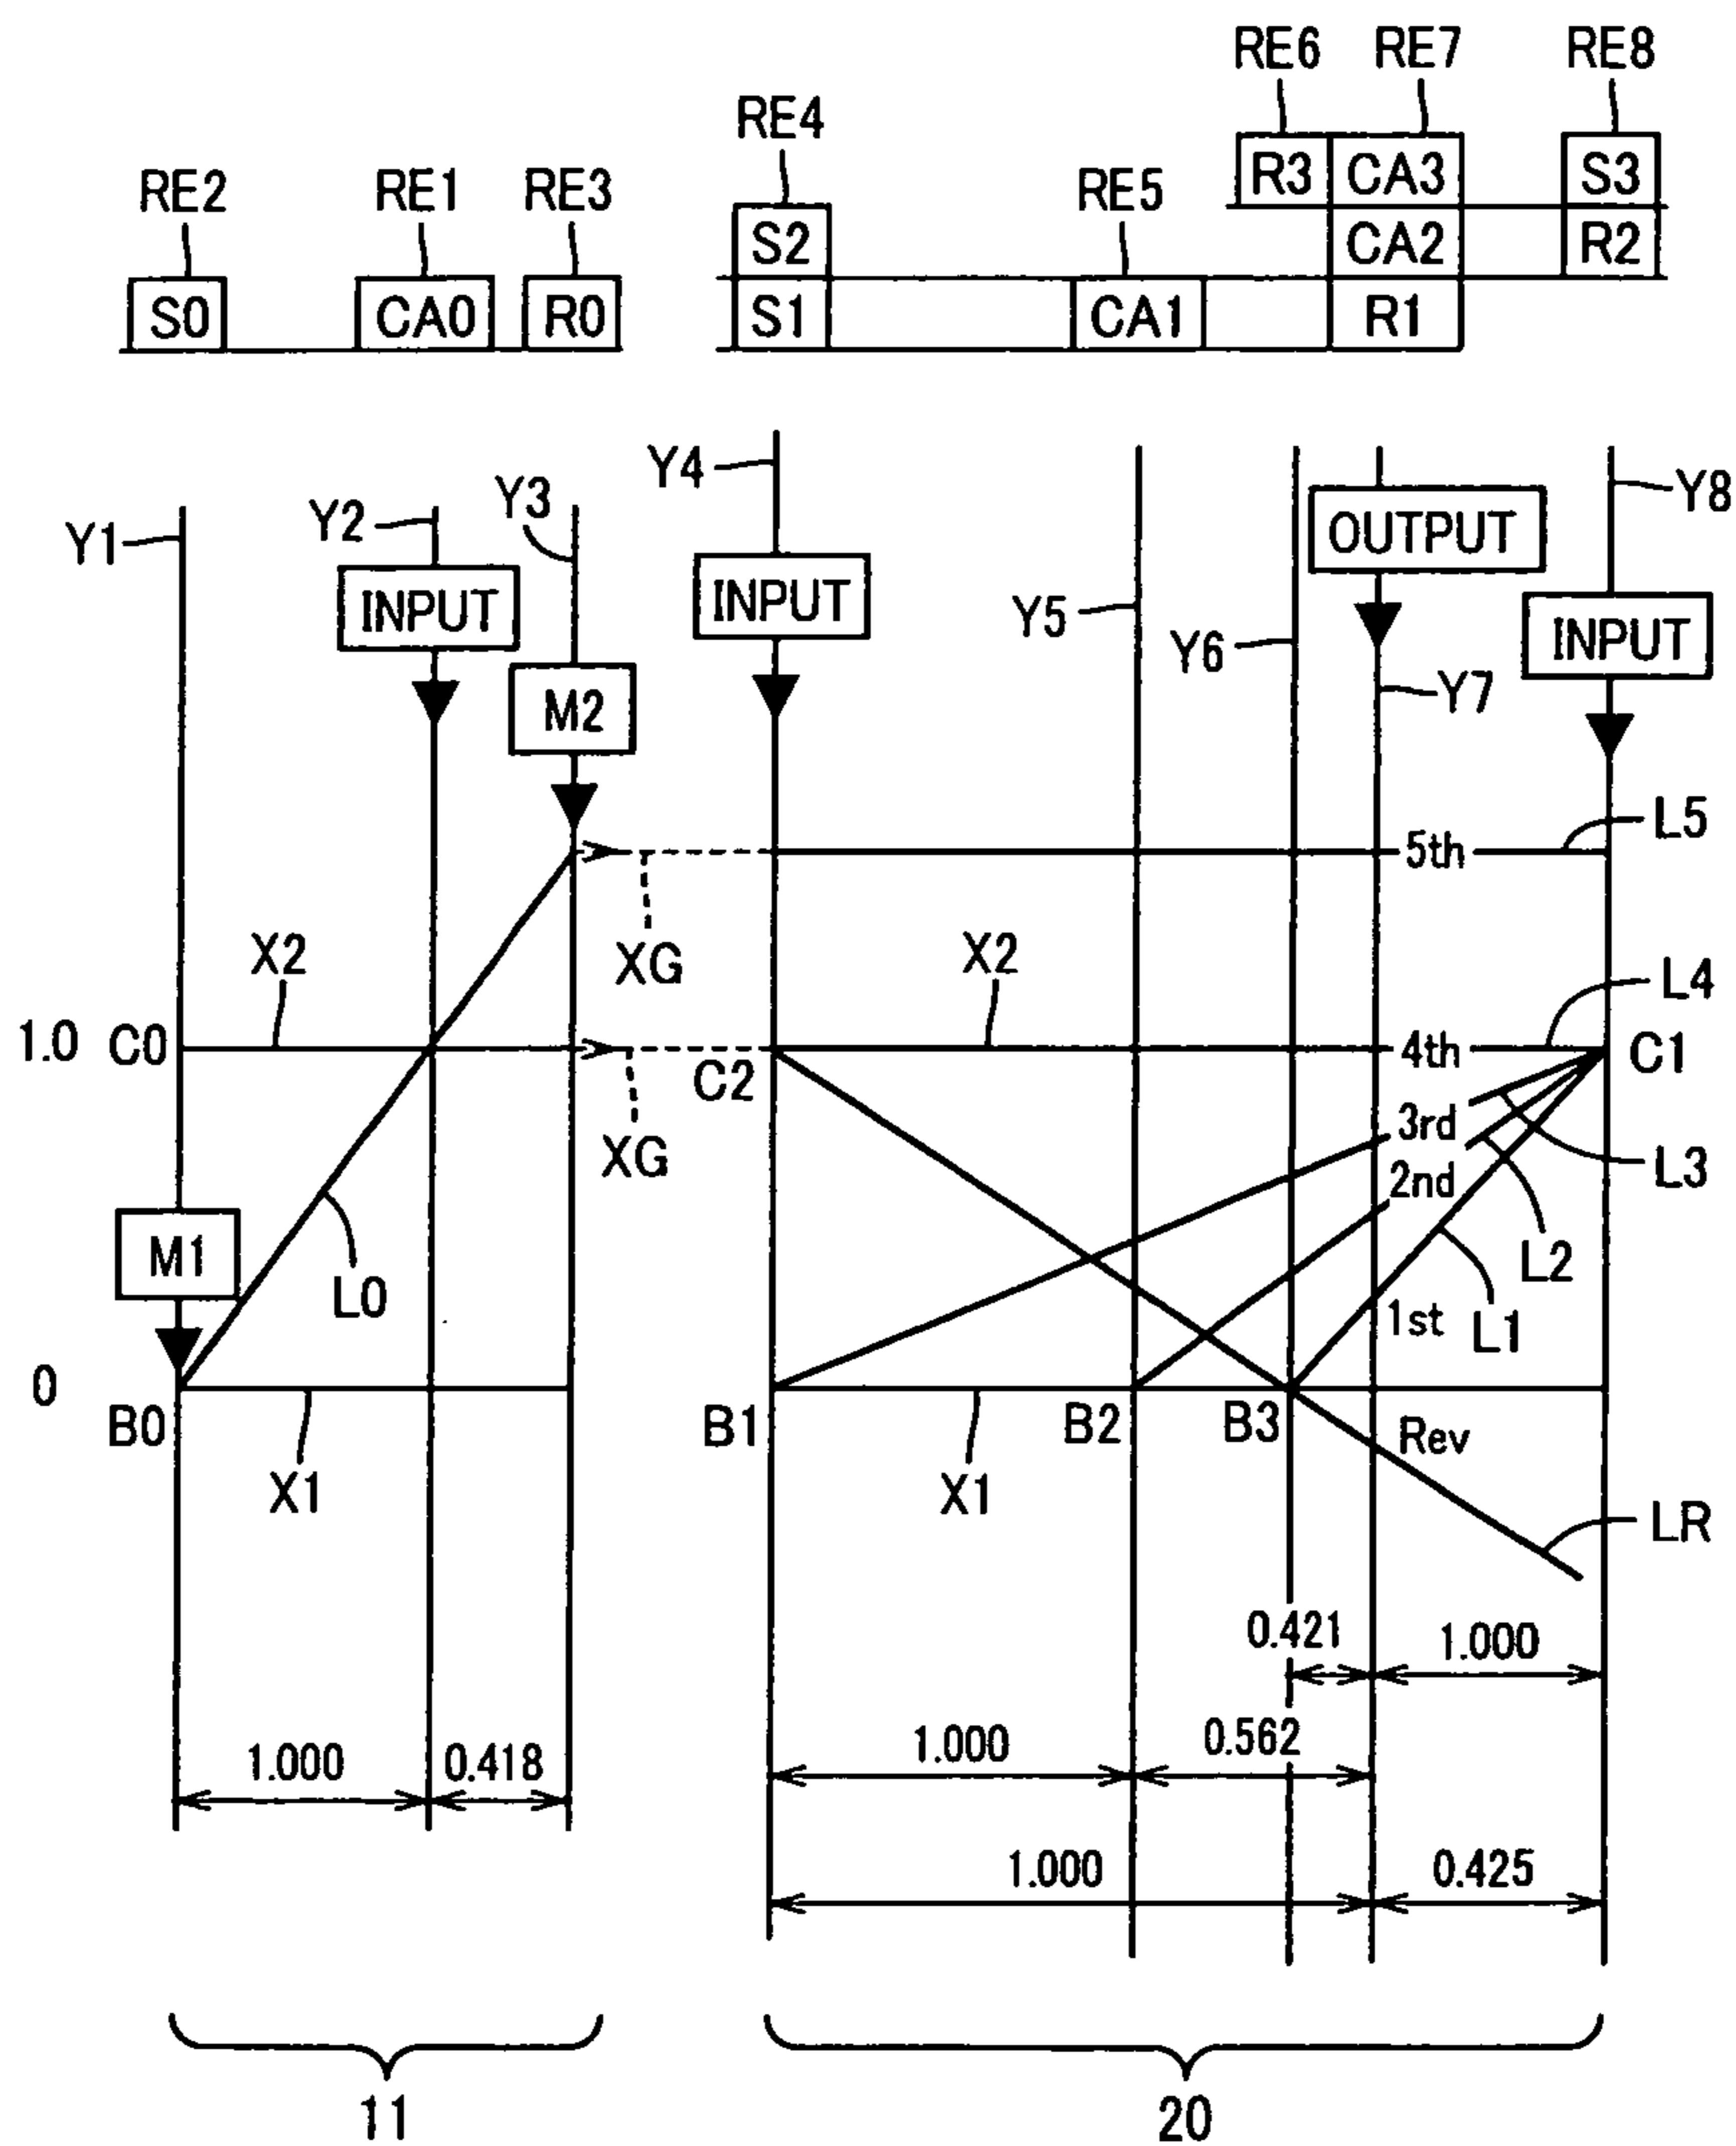 RE6 RE7 RE8
RE4
RE2 RE1 RE3 RE5
R3 CA3 S3
S2 CA2 R2
S0 CA0 R0 S1 CA1 R1
Y4
Y1 Y2 Y3 Y8
OUTPUT
INPUT INPUT Y5 INPUT
Y6
M2 Y7
L5
5th
X2 XG X2 L4
1.0 C0 4th C1
C2
3rd
XG L3
2nd
M1 L2
L0 1st L1
0
B0 B1 B2 B3 Rev
X1 X1
LR
0.421 1.000
1.000 0.562
1.000 0.418
1.000 0.425
11 20